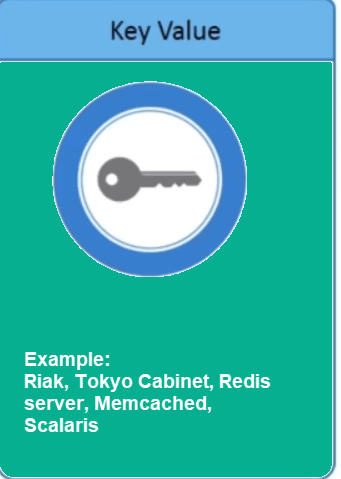 Key Value
Example:
Riak, Tokyo Cabinet, Redis
server, Memcached,
Scalaris